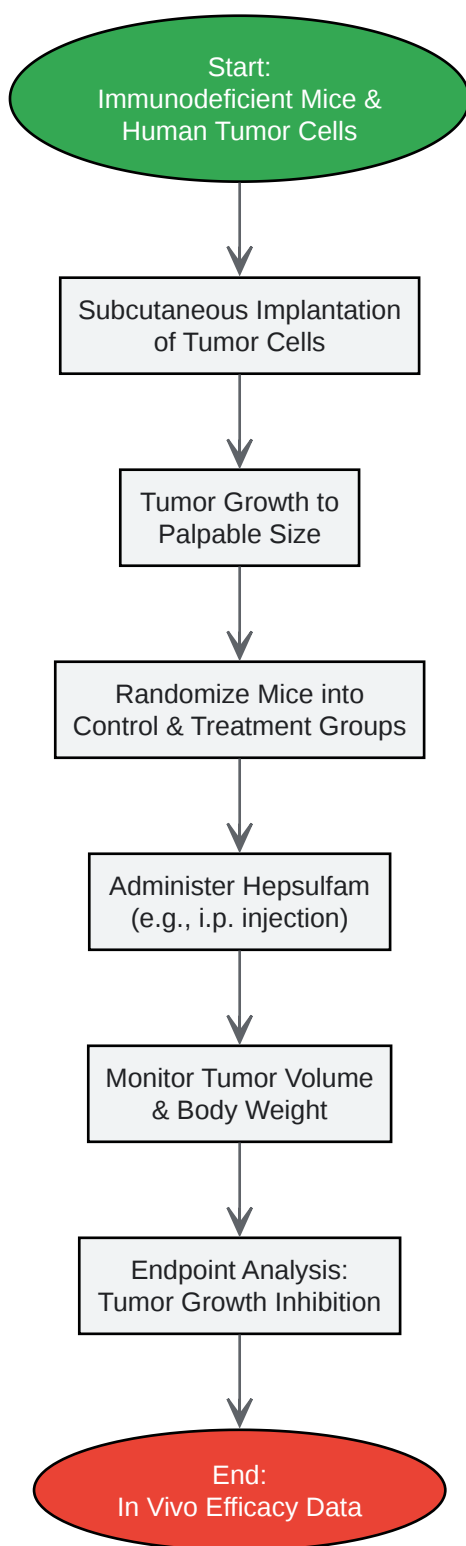 Start:
Immunodeficient Mice &
Human Tumor Cells
Subcutaneous Implantation
of Tumor Cells
Tumor Growth to
Palpable Size
Randomize Mice into
Control & Treatment Groups
Administer Hepsulfam
(e.g., i.p. injection)
Monitor Tumor Volume
& Body Weight
Endpoint Analysis:
Tumor Growth Inhibition
End:
In Vivo Efficacy Data